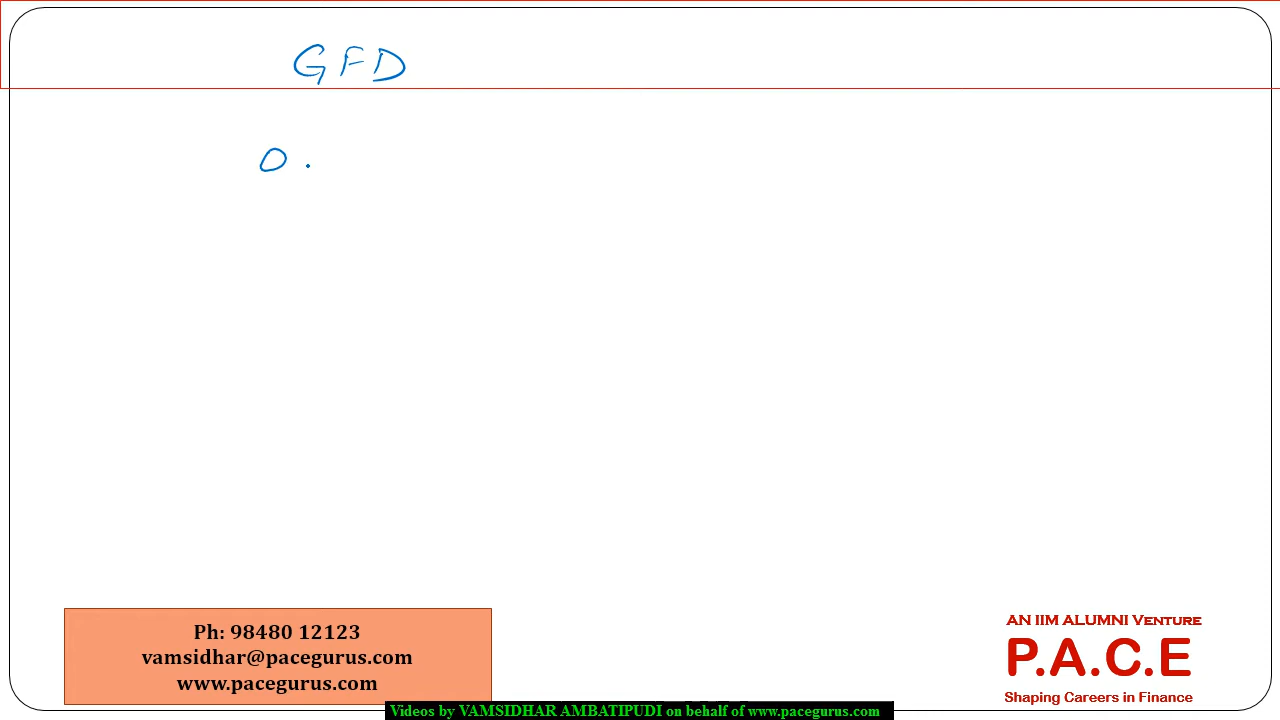 GFD
0.
Ph: 98480 12123
vamsidhar@pacegurus.com
www.pacegurus.com
AN IIM ALUMNI VENTURE
P.A.C.E
Shaping Careers in Finance
Videos by VAMSIDHAR AMBATIPUDI on behalf of www.pacegurus.com